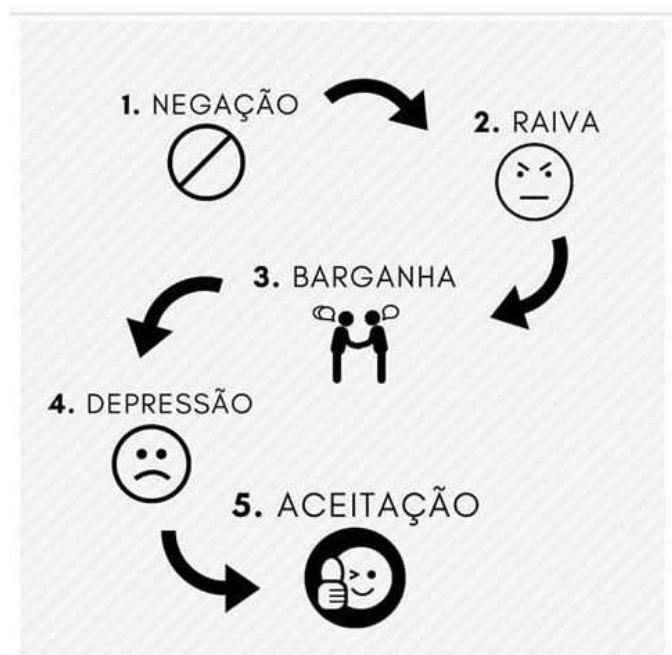 1. NEGAÇÃO
2. RAIVA
3. BARGANHA
4. DEPRESSÃO
5. ACEITAÇÃO